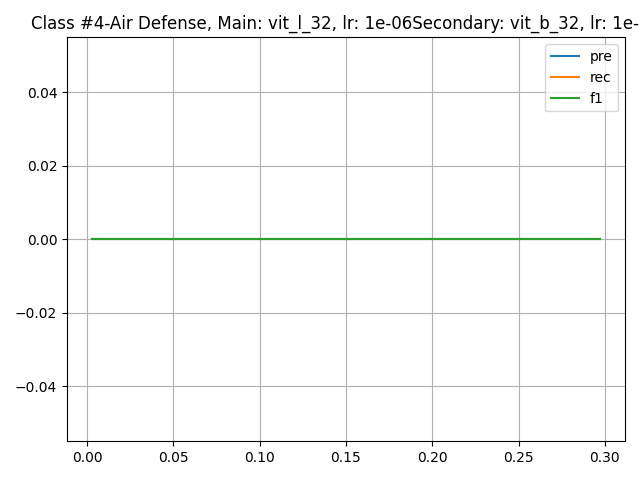 Class #4-Air Defense, Main: vit_l_32, lr: 1e-06Secondary: vit_b_32, lr: 1e-
pre
rec
f1
0.04
0.02
0.00
−0.02
−0.04
0.00 0.05 0.10 0.15 0.20 0.25 0.30